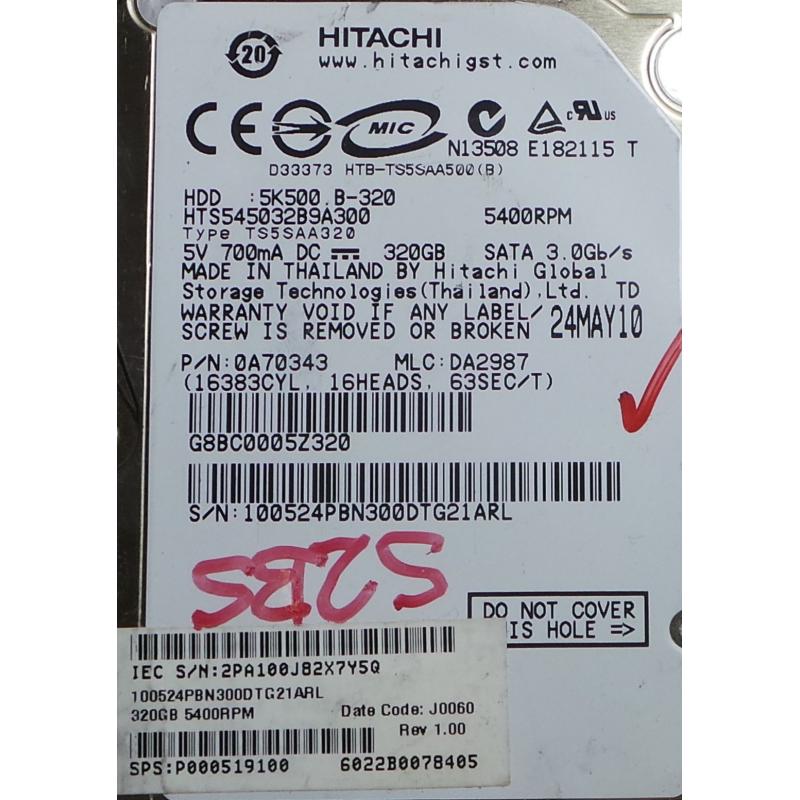 20 HITACHI
www.hitachigst.com
CE MIC c UL US
N13508 E182115 T
D33373 HTB-TS5SAA500(B)
HDD :5K500.B-320
HTS545032B9A300 5400RPM
Type TS5SAA320
5V 700mA DC 320GB SATA 3.0Gb/s
MADE IN THAILAND BY Hitachi Global
Storage Technologies(Thailand),Ltd. TD
WARRANTY VOID IF ANY LABEL/
SCREW IS REMOVED OR BROKEN 24MAY10
P/N:0A70343 MLC:DA2987
(16383CYL, 16HEADS, 63SEC/T)
G8BC0005Z320
S/N:100524PBN300DTG21ARL
DO NOT COVER
IS HOLE =>
IEC S/N:2PA100J82X7Y5Q
100524PBN300DTG21ARL
320GB 5400RPM Date Code: J0060
Rev 1.00
SPS:P000519100 6022B0078405